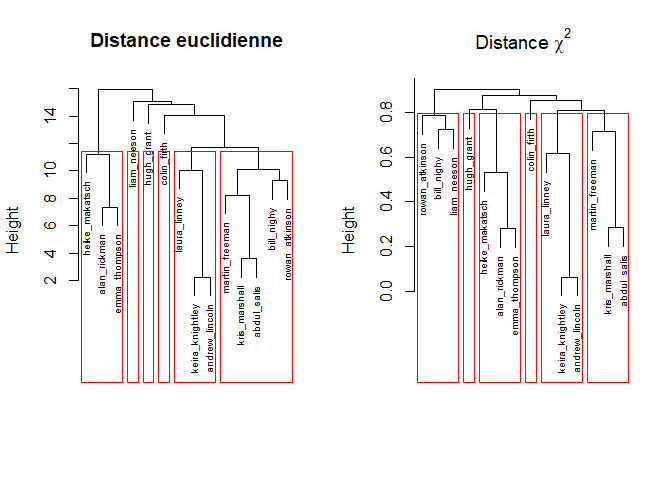 Distance euclidienne
Height
14
10
8
6
4
2
heike_makatsch
alan_rickman
emma_thompson
liam_neeson
hugh_grant
colin_firth
laura_linney
keira_knightley
andrew_lincoln
martin_freeman
kris_marshall
abdul_salis
bill_nighy
rowan_atkinson
Distance χ²
Height
0.8
0.6
0.4
0.2
0.0
rowan_atkinson
bill_nighy
liam_neeson
hugh_grant
heike_makatsch
alan_rickman
emma_thompson
colin_firth
laura_linney
keira_knightley
andrew_lincoln
martin_freeman
kris_marshall
abdul_salis